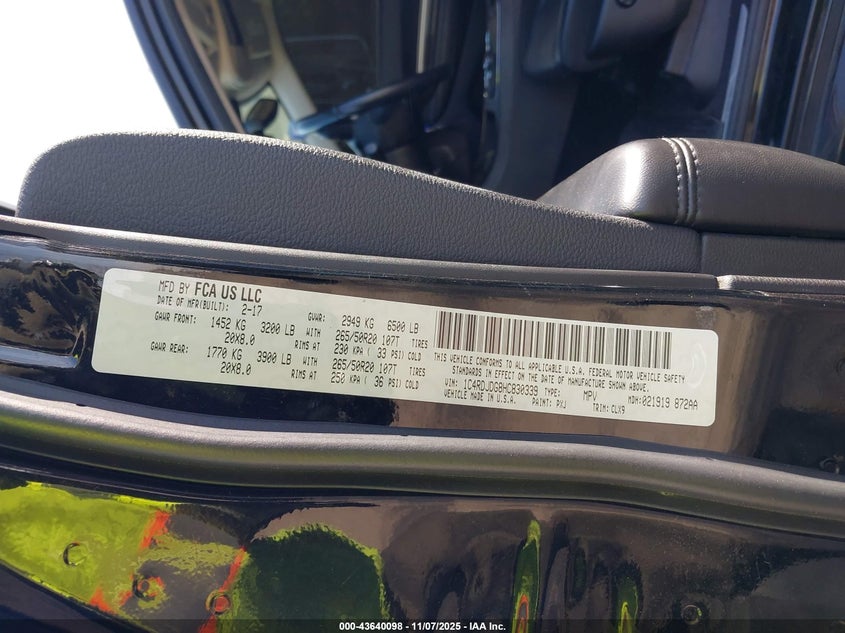 MFD BY FCA US LLC
DATE OF MFR(BUILT): 2-17 GVWR: 2949 KG 6500 LB
GAWR FRONT: 1452 KG 3200 LB WITH 265/50R20 107T TIRES
20X8.0 RIMS AT 230 KPA ( 33 PSI) COLD
GAWR REAR: 1770 KG 3900 LB WITH 265/50R20 107T TIRES
20X8.0 RIMS AT 250 KPA ( 36 PSI) COLD
THIS VEHICLE CONFORMS TO ALL APPLICABLE U.S.A. FEDERAL MOTOR VEHICLE SAFETY
STANDARDS IN EFFECT ON THE DATE OF MANUFACTURE SHOWN ABOVE.
VIN: 1C4RDJDG8HC830339 TYPE: MPV MDH:021919 872AA
MADE IN U.S.A. PAINT: PXJ TRIM: CLX9
000-43640098 - 11/07/2025 - IAA Inc.